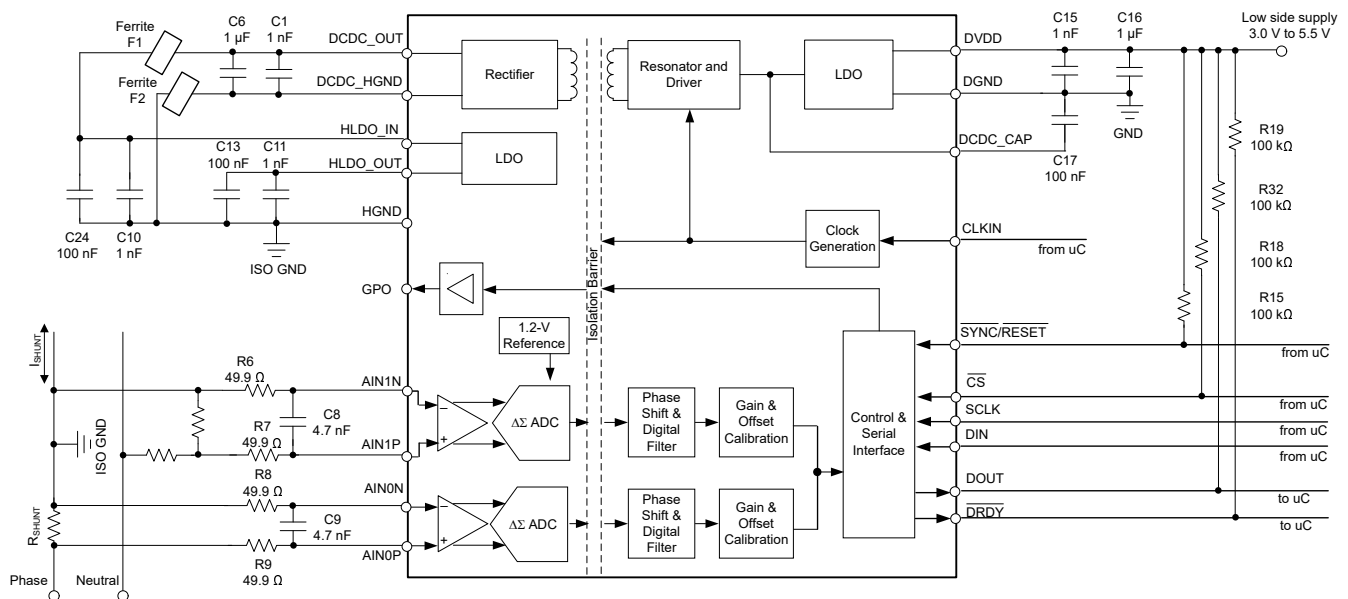 Ferrite
F1
C6
1 µF
C1
1 nF
DCDC_OUT
Ferrite
F2
DCDC_HGND
HLDO_IN
C13
100 nF
C11
1 nF
HLDO_OUT
HGND
C24
100 nF
C10
1 nF
ISO GND
Rectifier
LDO
Resonator and
Driver
LDO
DVDD
DGND
DCDC_CAP
C15
1 nF
C16
1 µF
Low side supply
3.0 V to 5.5 V
GND
C17
100 nF
R19
100 kΩ
R32
100 kΩ
R18
100 kΩ
R15
100 kΩ
Clock
Generation
CLKIN
from uC
Isolation Barrier
GPO
1.2-V
Reference
ISHUNT
R6
49.9 Ω
AIN1N
C8
4.7 nF
R7
49.9 Ω
AIN1P
ISO GND
R8
49.9 Ω
AIN0N
C9
4.7 nF
RSHUNT
R9
49.9 Ω
AIN0P
Phase
Neutral
−
+
ΔΣ ADC
−
+
ΔΣ ADC
Phase
Shift &
Digital
Filter
Gain &
Offset
Calibration
Phase
Shift &
Digital
Filter
Gain &
Offset
Calibration
Control &
Serial
Interface
SYNC/RESET
from uC
CS
from uC
SCLK
from uC
DIN
from uC
DOUT
to uC
DRDY
to uC